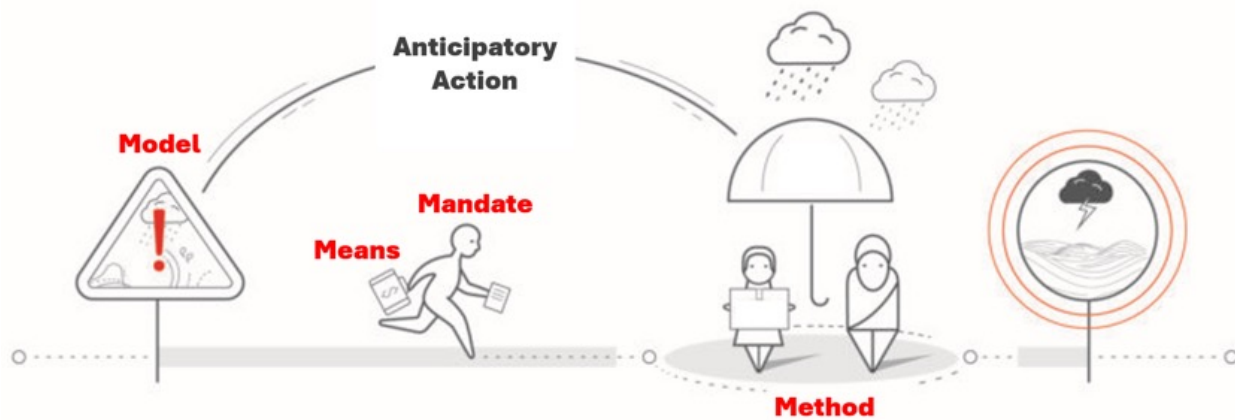 Anticipatory
Action
Model
Mandate
Means
$
Method